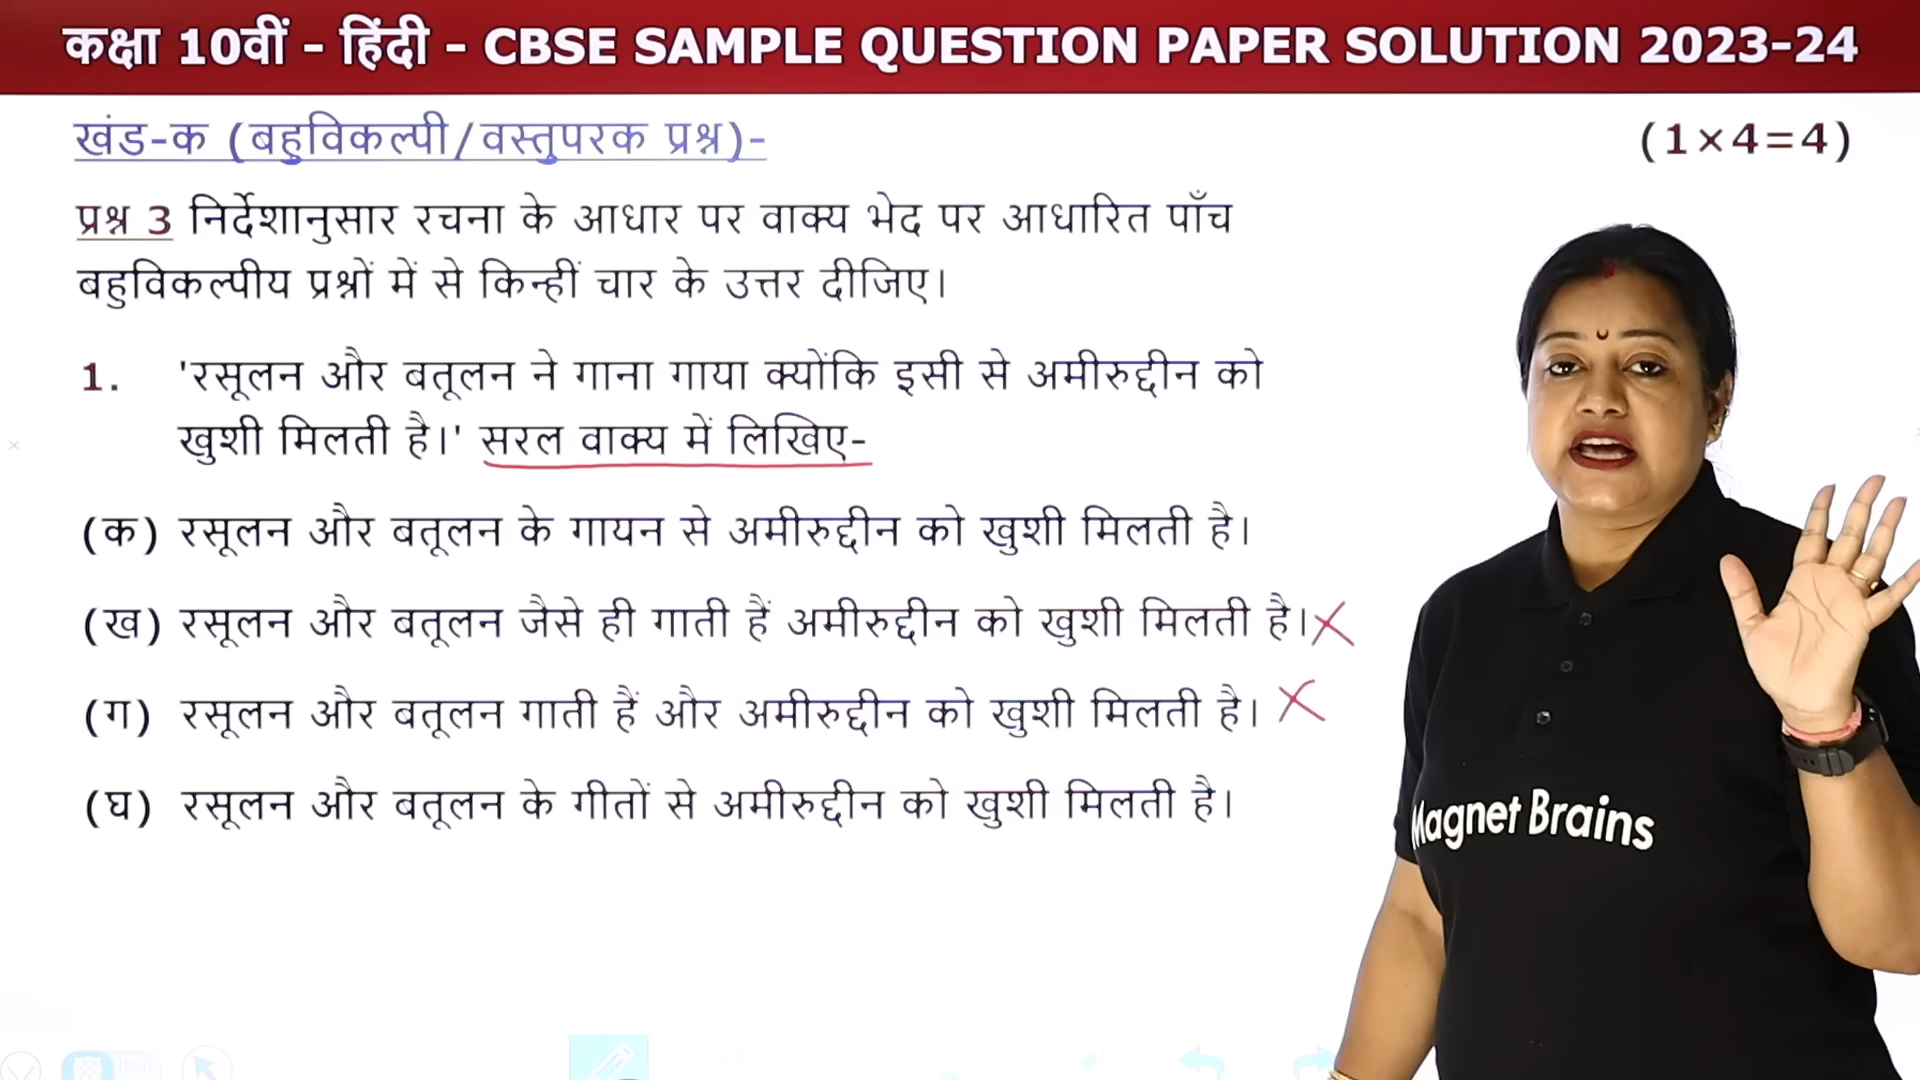 कक्षा 10वीं – हिंदी – CBSE SAMPLE QUESTION PAPER SOLUTION 2023-24
खंड-क (बहुविकल्पी/वस्तुपरक प्रश्न)- (1×4=4)
प्रश्न 3 निर्देशानुसार रचना के आधार पर वाक्य भेद पर आधारित पाँच
बहुविकल्पीय प्रश्नों में से किन्हीं चार के उत्तर दीजिए।
1. 'रसूलन और बतूलन ने गाना गाया क्योंकि इसी से अमीरुद्दीन को
खुशी मिलती है।' सरल वाक्य में लिखिए-
(क) रसूलन और बतूलन के गायन से अमीरुद्दीन को खुशी मिलती है।
(ख) रसूलन और बतूलन जैसे ही गाती हैं अमीरुद्दीन को खुशी मिलती है।
(ग) रसूलन और बतूलन गाती हैं और अमीरुद्दीन को खुशी मिलती है।
(घ) रसूलन और बतूलन के गीतों से अमीरुद्दीन को खुशी मिलती है।
Magnet Brains